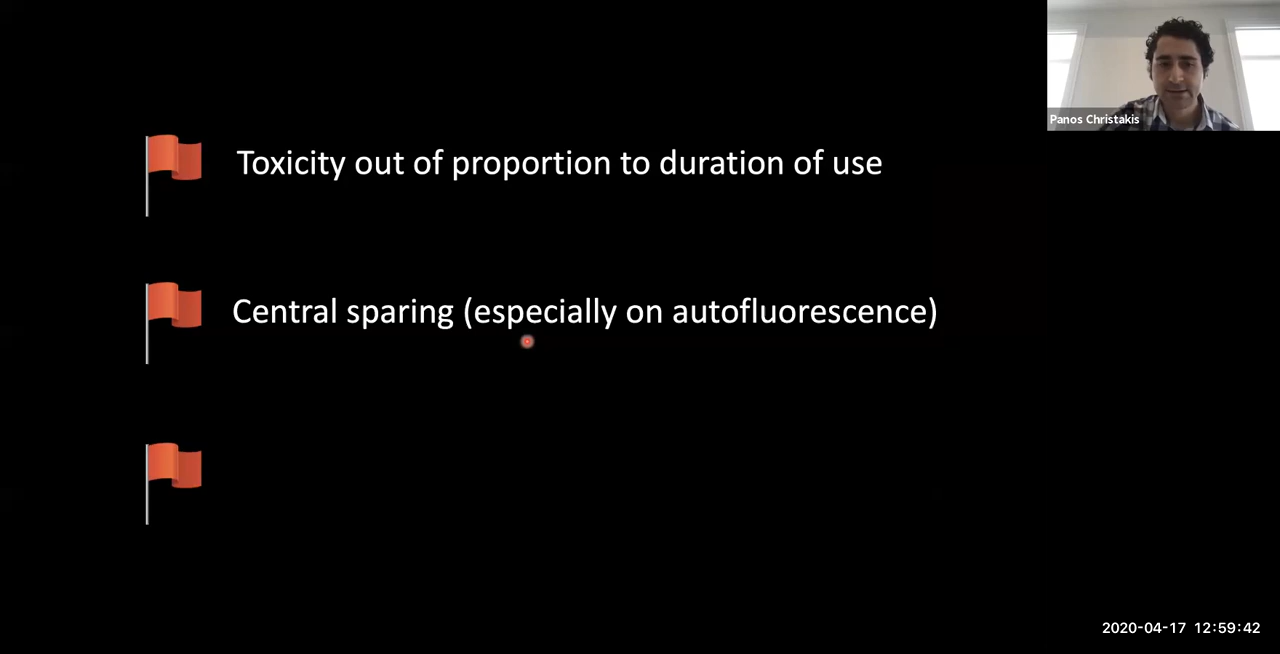 Panos Christakis
Toxicity out of proportion to duration of use
Central sparing (especially on autofluorescence)
2020-04-17 12:59:42